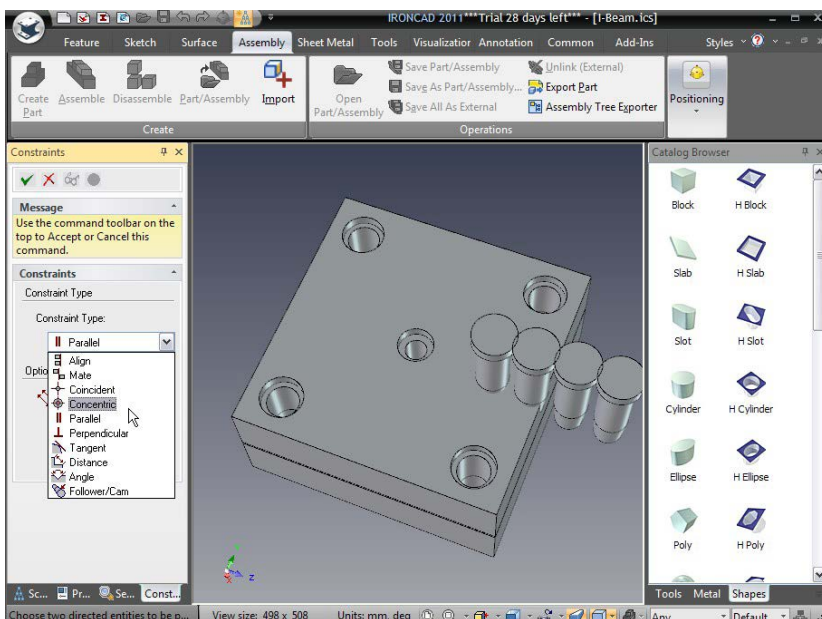 IRONCAD 2011***Trial 28 days left*** - [I-Beam.ics]
Feature Sketch Surface Assembly Sheet Metal Tools Visualization Annotation Common Add-Ins Styles
Create Part
Assemble
Disassemble
Part/Assembly
Import
Create
Open Part/Assembly
Save Part/Assembly
Save As Part/Assembly...
Save All As External
Unlink (External)
Export Part
Assembly Tree Exporter
Operations
Positioning
Constraints
Message
Use the command toolbar on the
top to Accept or Cancel this
command.
Constraints
Constraint Type
Constraint Type:
Parallel
Optio
Align
Mate
Coincident
Concentric
Parallel
Perpendicular
Tangent
Distance
Angle
Follower/Cam
z
Sc... Pr... Se... Const...
Catalog Browser
Block H Block
Slab H Slab
Slot H Slot
Cylinder H Cylinder
Ellipse H Ellipse
Poly H Poly
Tools Metal Shapes
Choose two directed entities to be p... View size: 498 x 508 Units: mm, deg Any Default